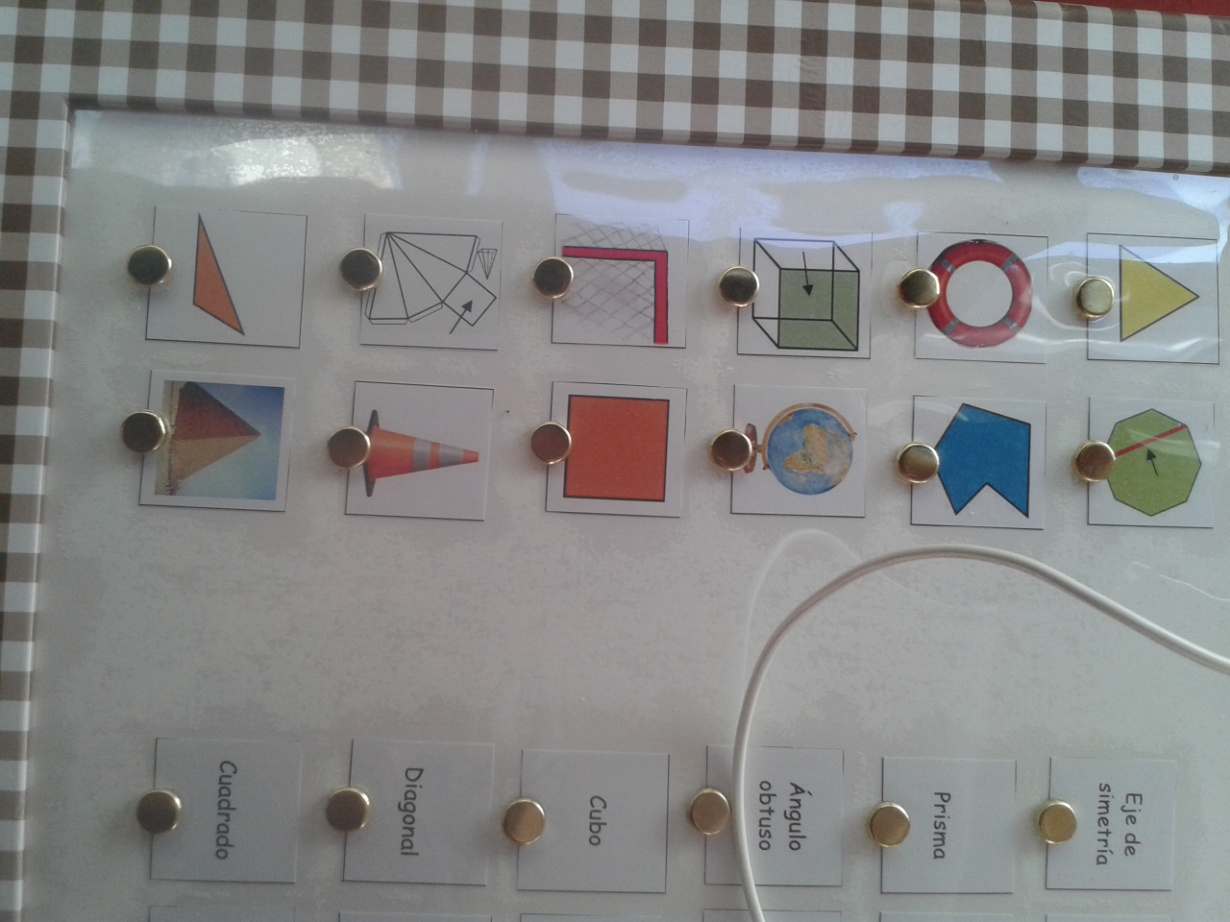 Eje de
simetría
Prisma
Ángulo
obtuso
Cubo
Diagonal
Cuadrado